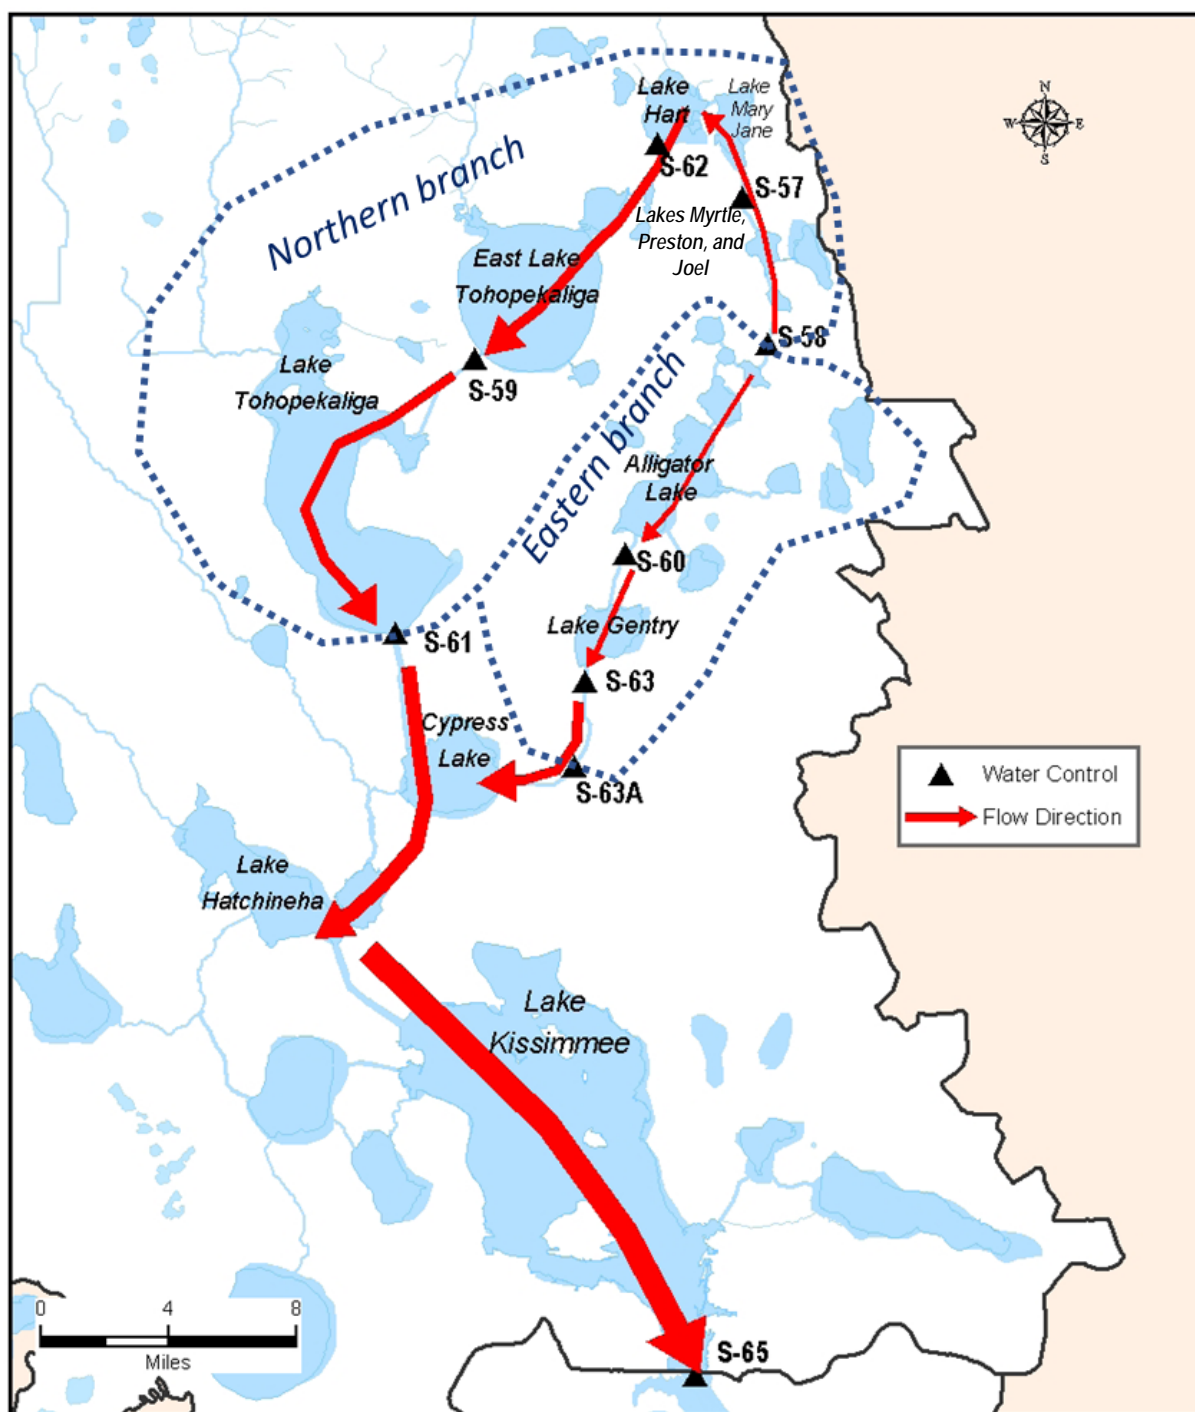 Lake
Hart
Lake
Mary
Jane
N
W
E
S
S-62
S-57
Northern branch
Lakes Myrtle,
Preston, and
Joel
East Lake
Tohopekaliga
S-58
Lake
Tohopekaliga
S-59
Eastern branch
Alligator
Lake
S-60
Lake Gentry
S-61
S-63
Cypress
Lake
S-63A
Water Control
Flow Direction
Lake
Hatchineha
Lake
Kissimmee
0 4 8
Miles
S-65